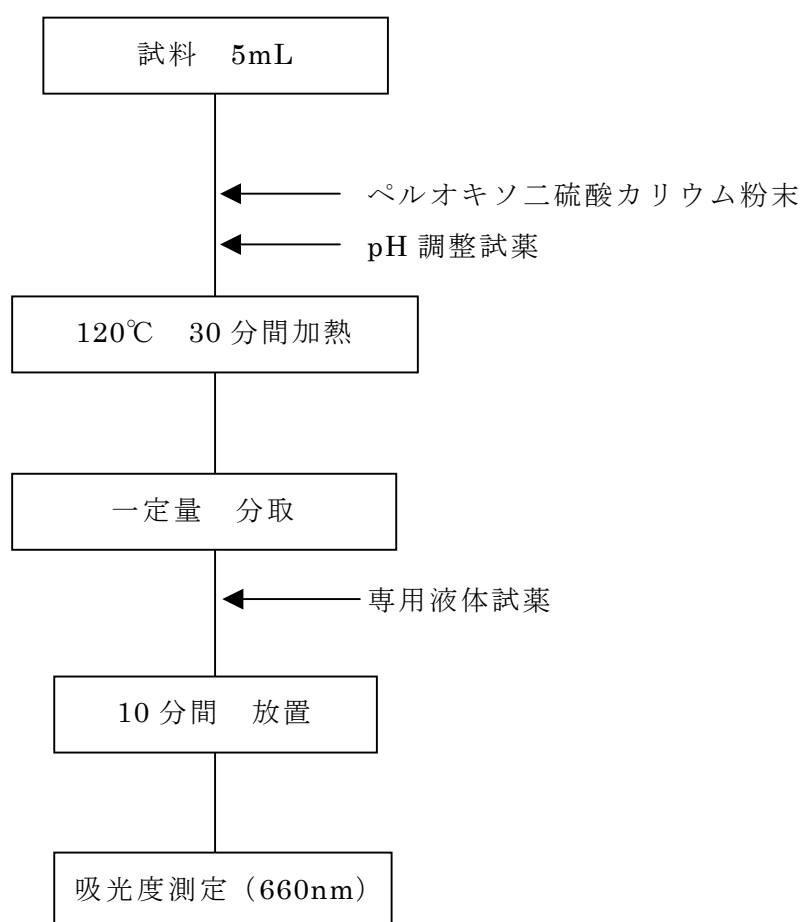 試料　5mL
ペルオキソ二硫酸カリウム粉末
pH 調整試薬
120℃　30 分間加熱
一定量　分取
専用液体試薬
10 分間　放置
吸光度測定（660nm）